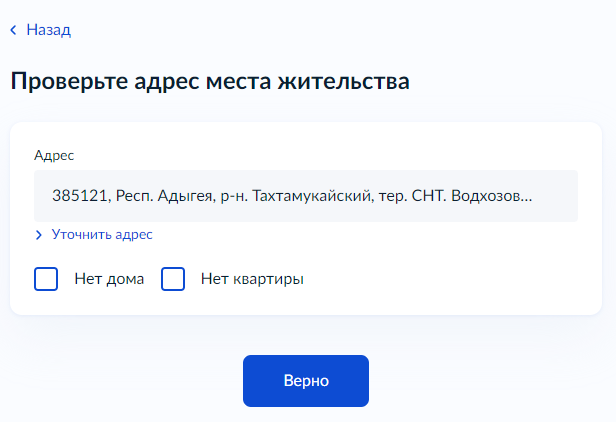 Назад
Проверьте адрес места жительства
Адрес
385121, Респ. Адыгея, р-н. Тахтамукайский, тер. СНТ. Водхозов...
Уточнить адрес
Нет дома Нет квартиры
Верно